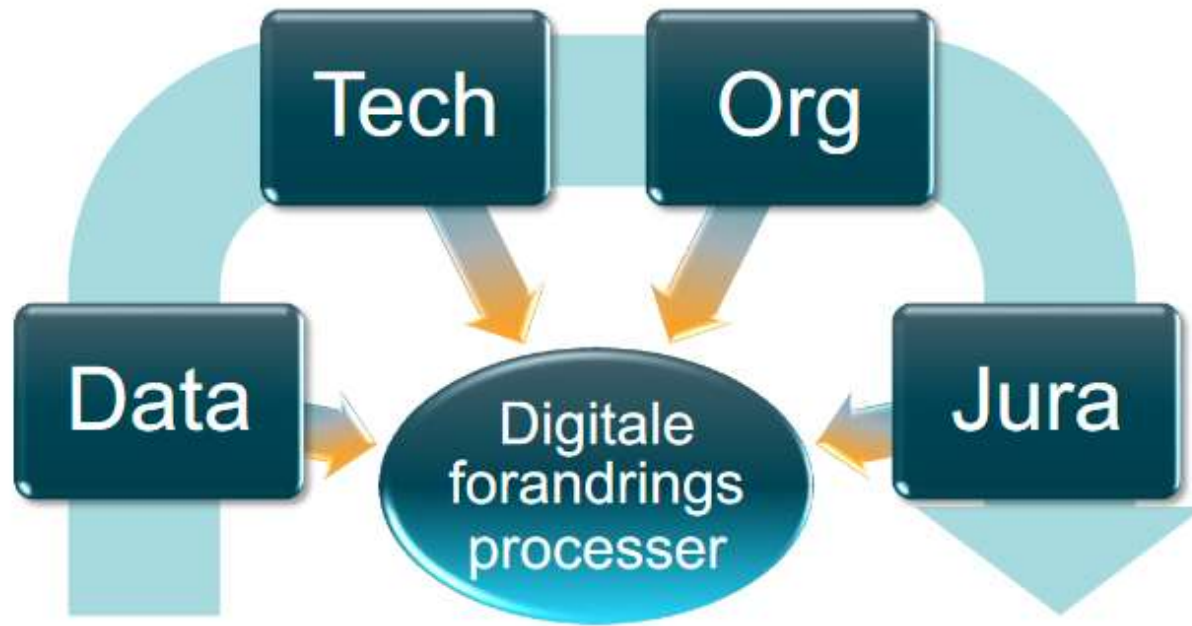 Tech
Org
Data
Jura
Digitale
forandrings
processer